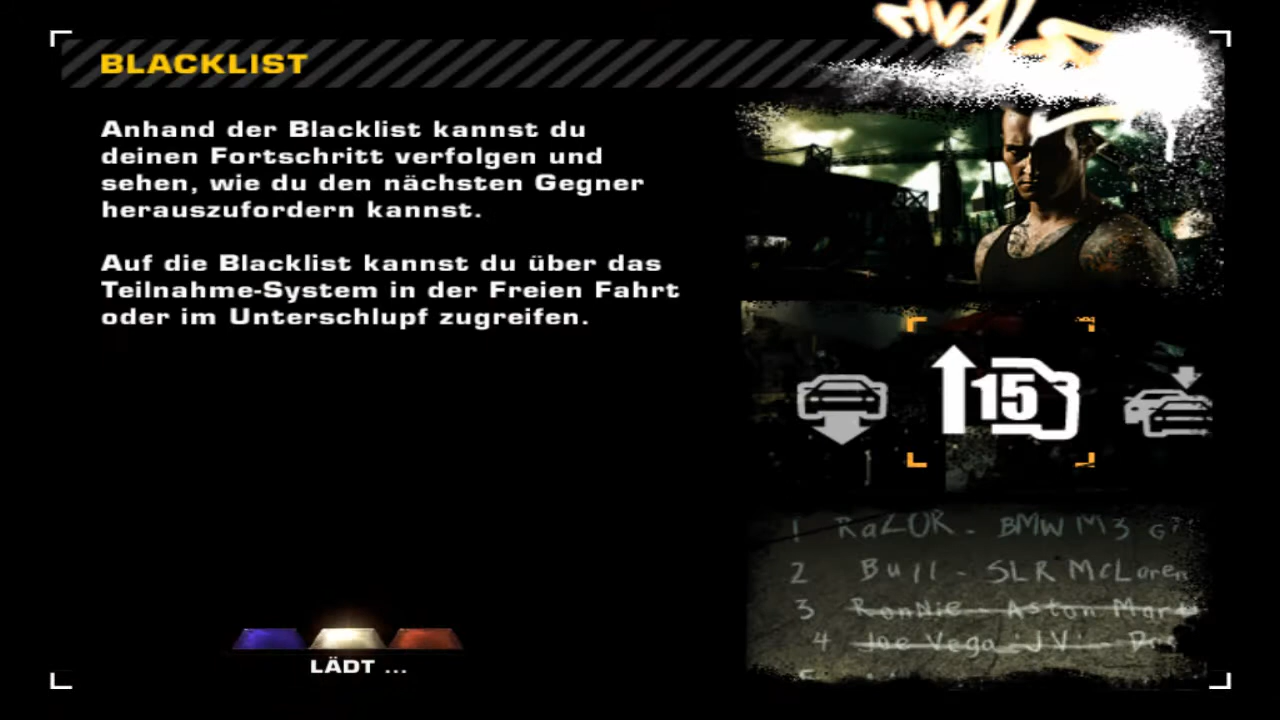 BLACKLIST
Anhand der Blacklist kannst du
deinen Fortschritt verfolgen und
sehen, wie du den nächsten Gegner
herauszufordern kannst.
Auf die Blacklist kannst du über das
Teilnahme-System in der Freien Fahrt
oder im Unterschlupf zugreifen.
15
1 RaZOR - BMW M3
2 Bull - SLR McLaren
3 RonNie - Aston
4 Joe Vega 'JV' -
LÄDT ...